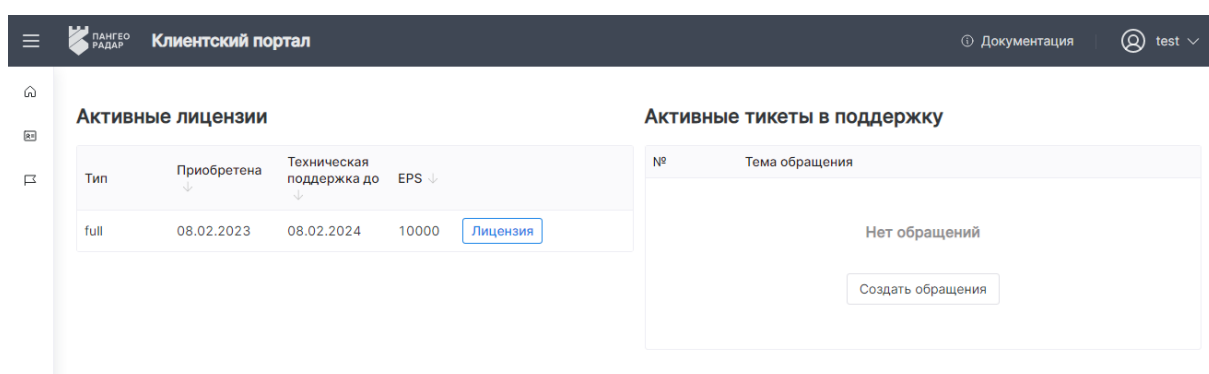 ПАНГЕО
РАДАР
Клиентский портал
Документация
test
Активные лицензии
Тип
Приобретена
Техническая
поддержка до
EPS
full
08.02.2023
08.02.2024
10000
Лицензия
Активные тикеты в поддержку
№
Тема обращения
Нет обращений
Создать обращения